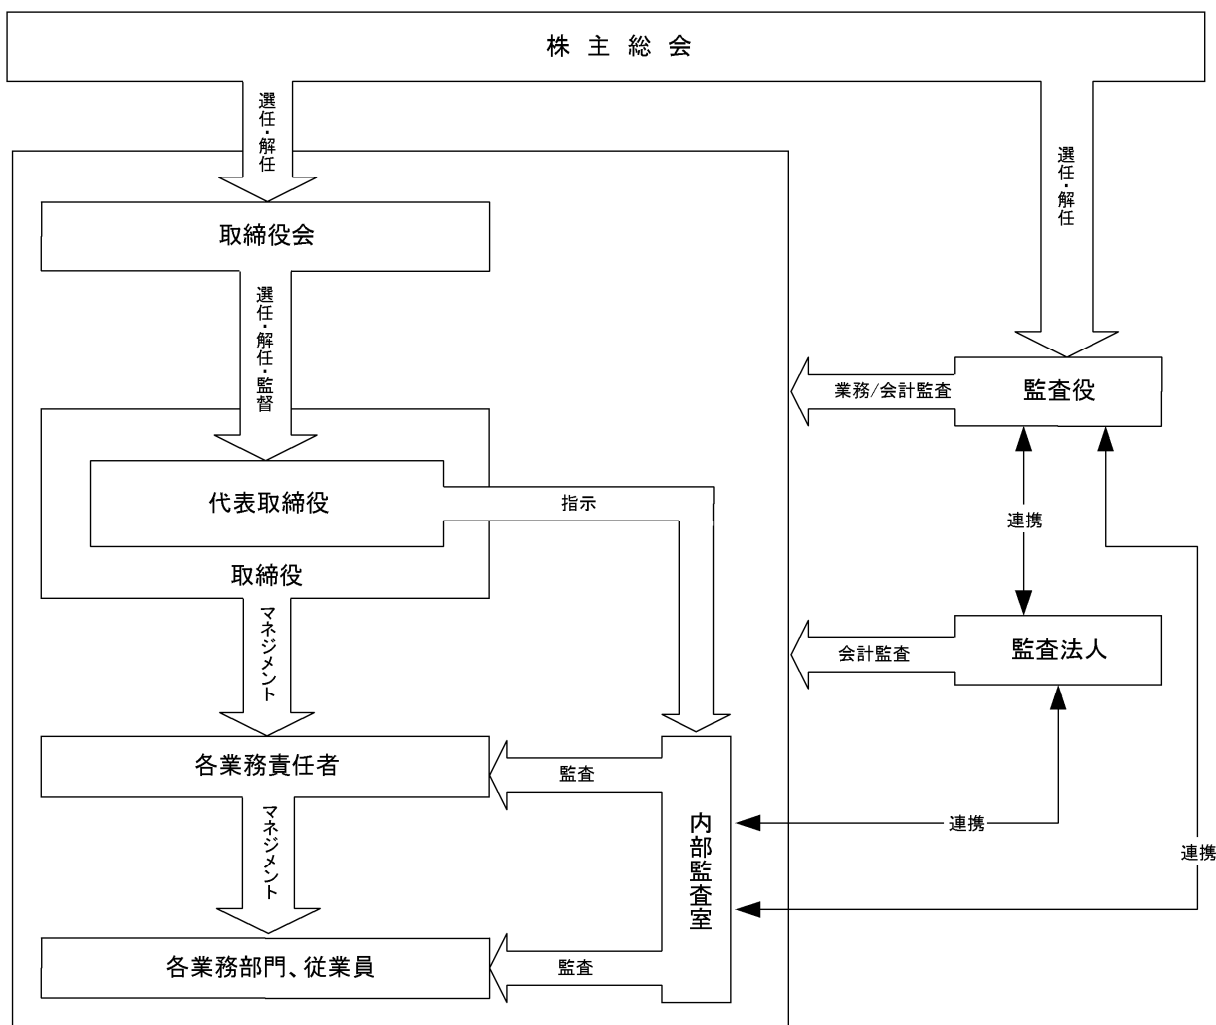 株主総会
選任・解任
選任・解任
取締役会
選任・解任・監督
業務/会計監査
監査役
代表取締役
指示
連携
取締役
マネジメント
会計監査
監査法人
各業務責任者
監査
内部監査室
連携
連携
マネジメント
各業務部門、従業員
監査